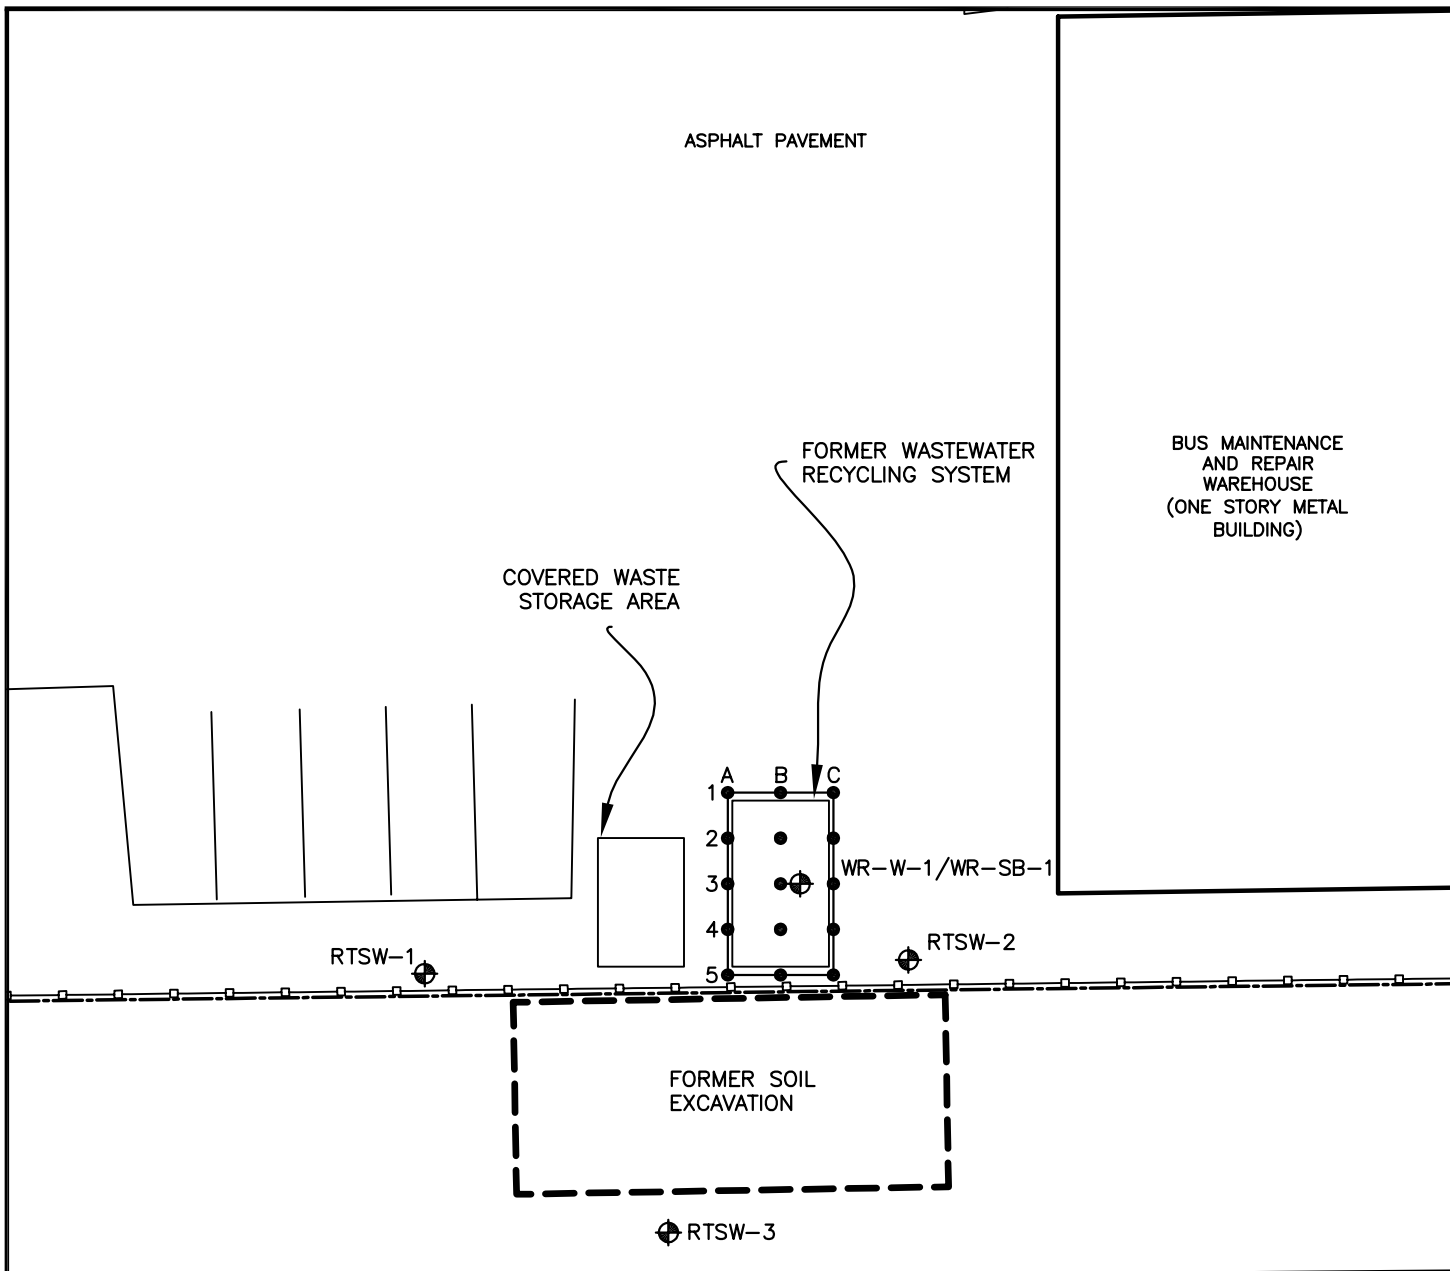 ASPHALT PAVEMENT
FORMER WASTEWATER
RECYCLING SYSTEM
BUS MAINTENANCE
AND REPAIR
WAREHOUSE
(ONE STORY METAL
BUILDING)
COVERED WASTE
STORAGE AREA
A B C
1
2
3
4
5
WR-W-1/WR-SB-1
RTSW-1
RTSW-2
FORMER SOIL
EXCAVATION
RTSW-3